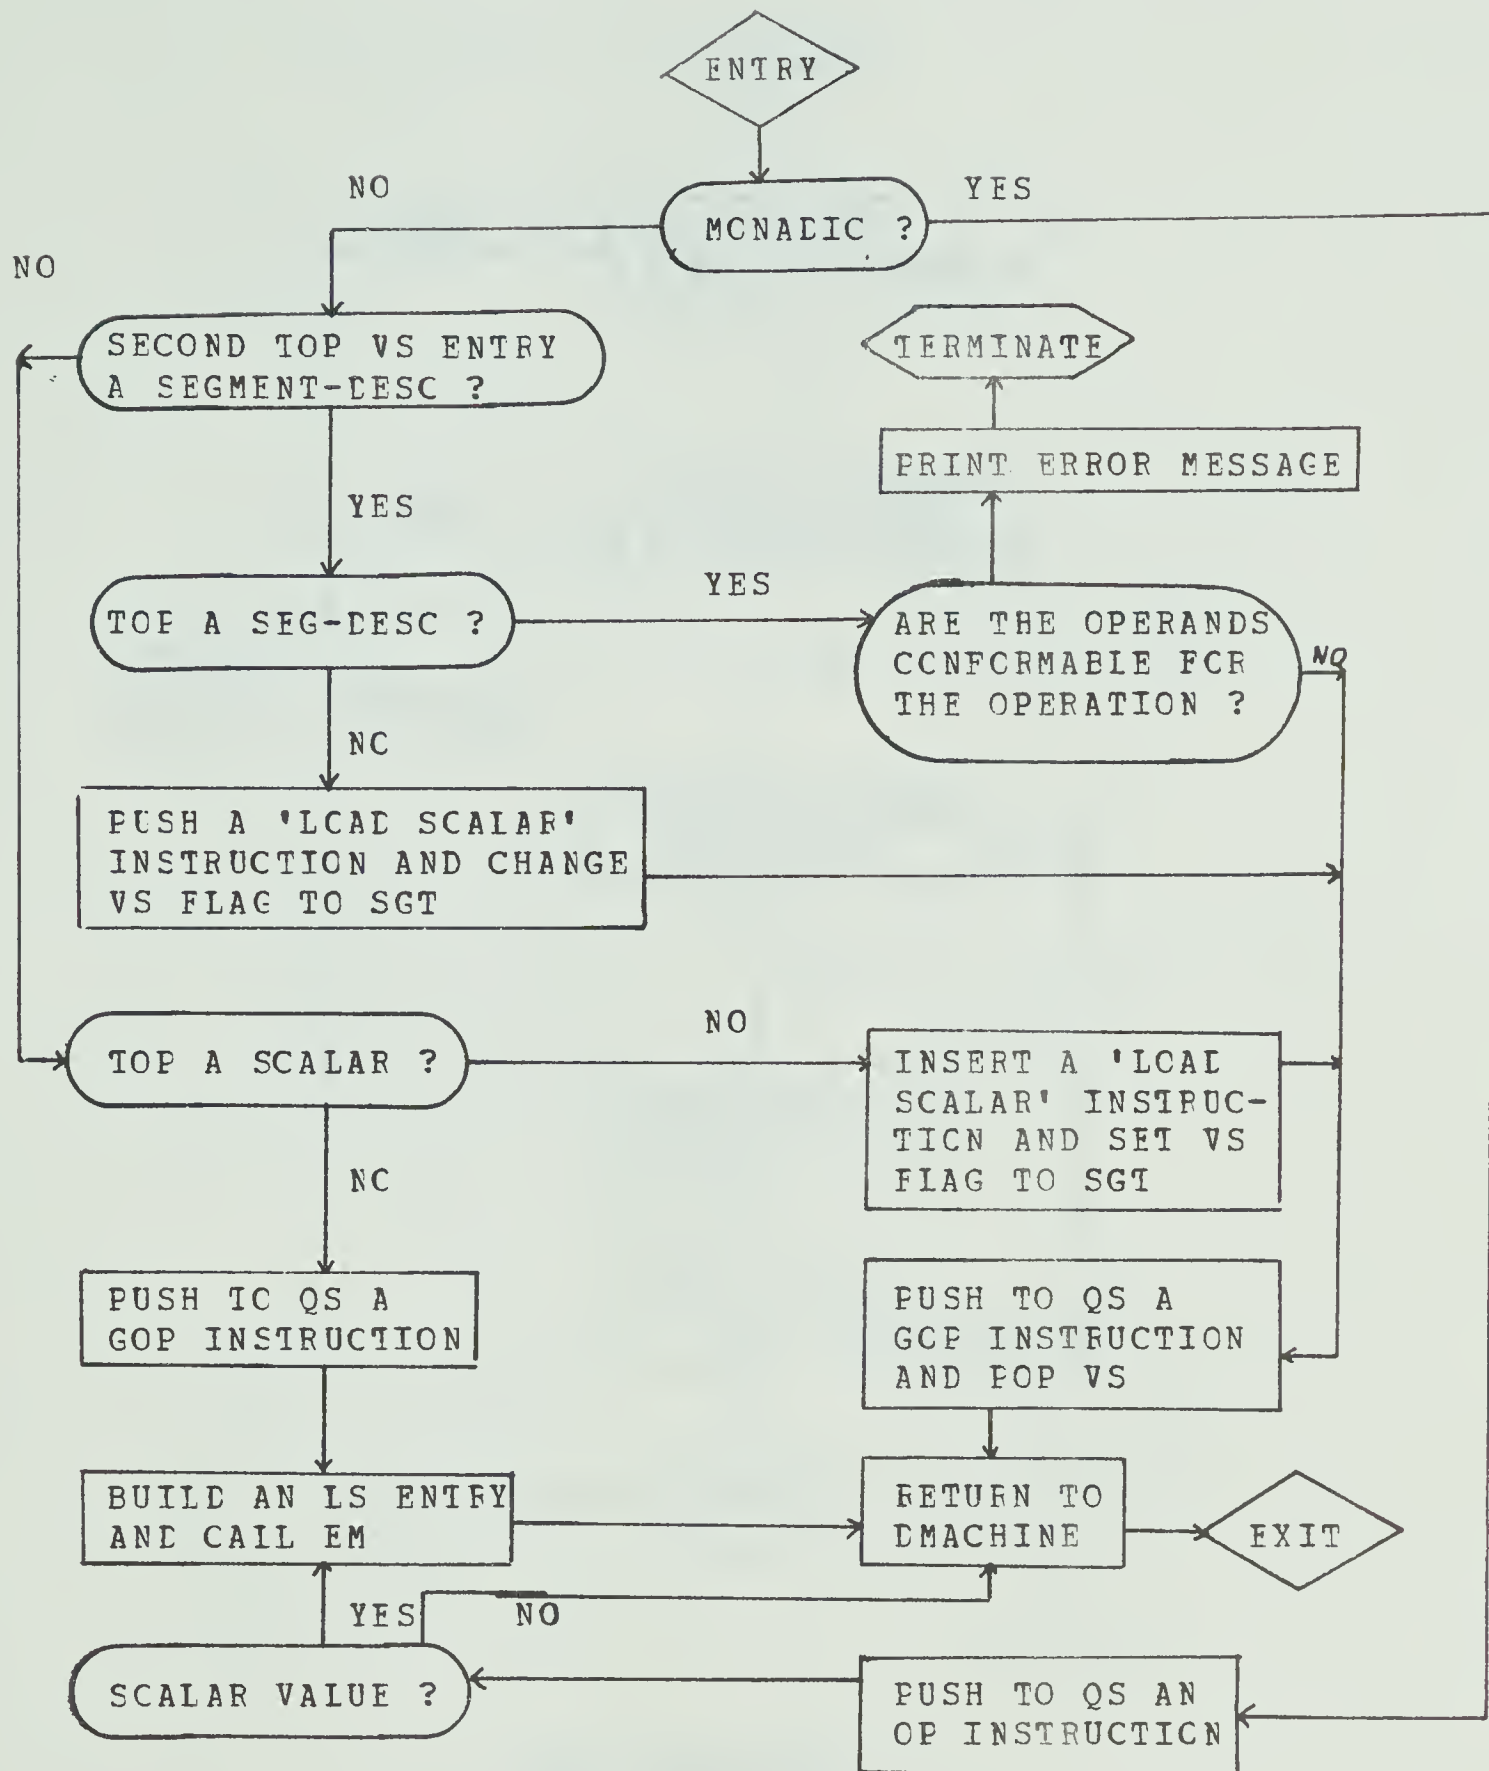 ENTRY
NO
YES
MCNADIC ?
NO
SECOND TOP VS ENTRY
A SEGMENT-DESC ?
TERMINATE
PRINT ERROR MESSAGE
YES
TOP A SEG-DESC ?
YES
ARE THE OPERANDS
CCNFCRMABLE FCR
THE OPERATION ?
NO
NC
PUSH A 'LCAD SCALAR'
INSTRUCTION AND CHANGE
VS FLAG TO SGT
TOP A SCALAR ?
NO
INSERT A 'LCAD
SCALAR' INSTRUC-
TICN AND SET VS
FLAG TO SGT
NC
PUSH TC QS A
GOP INSTRUCTION
PUSH TO QS A
GCP INSTRUCTION
AND POP VS
BUILD AN LS ENTRY
AND CALL EM
RETURN TO
DMACHINE
EXIT
YES
NO
SCALAR VALUE ?
PUSH TO QS AN
OP INSTRUCTION